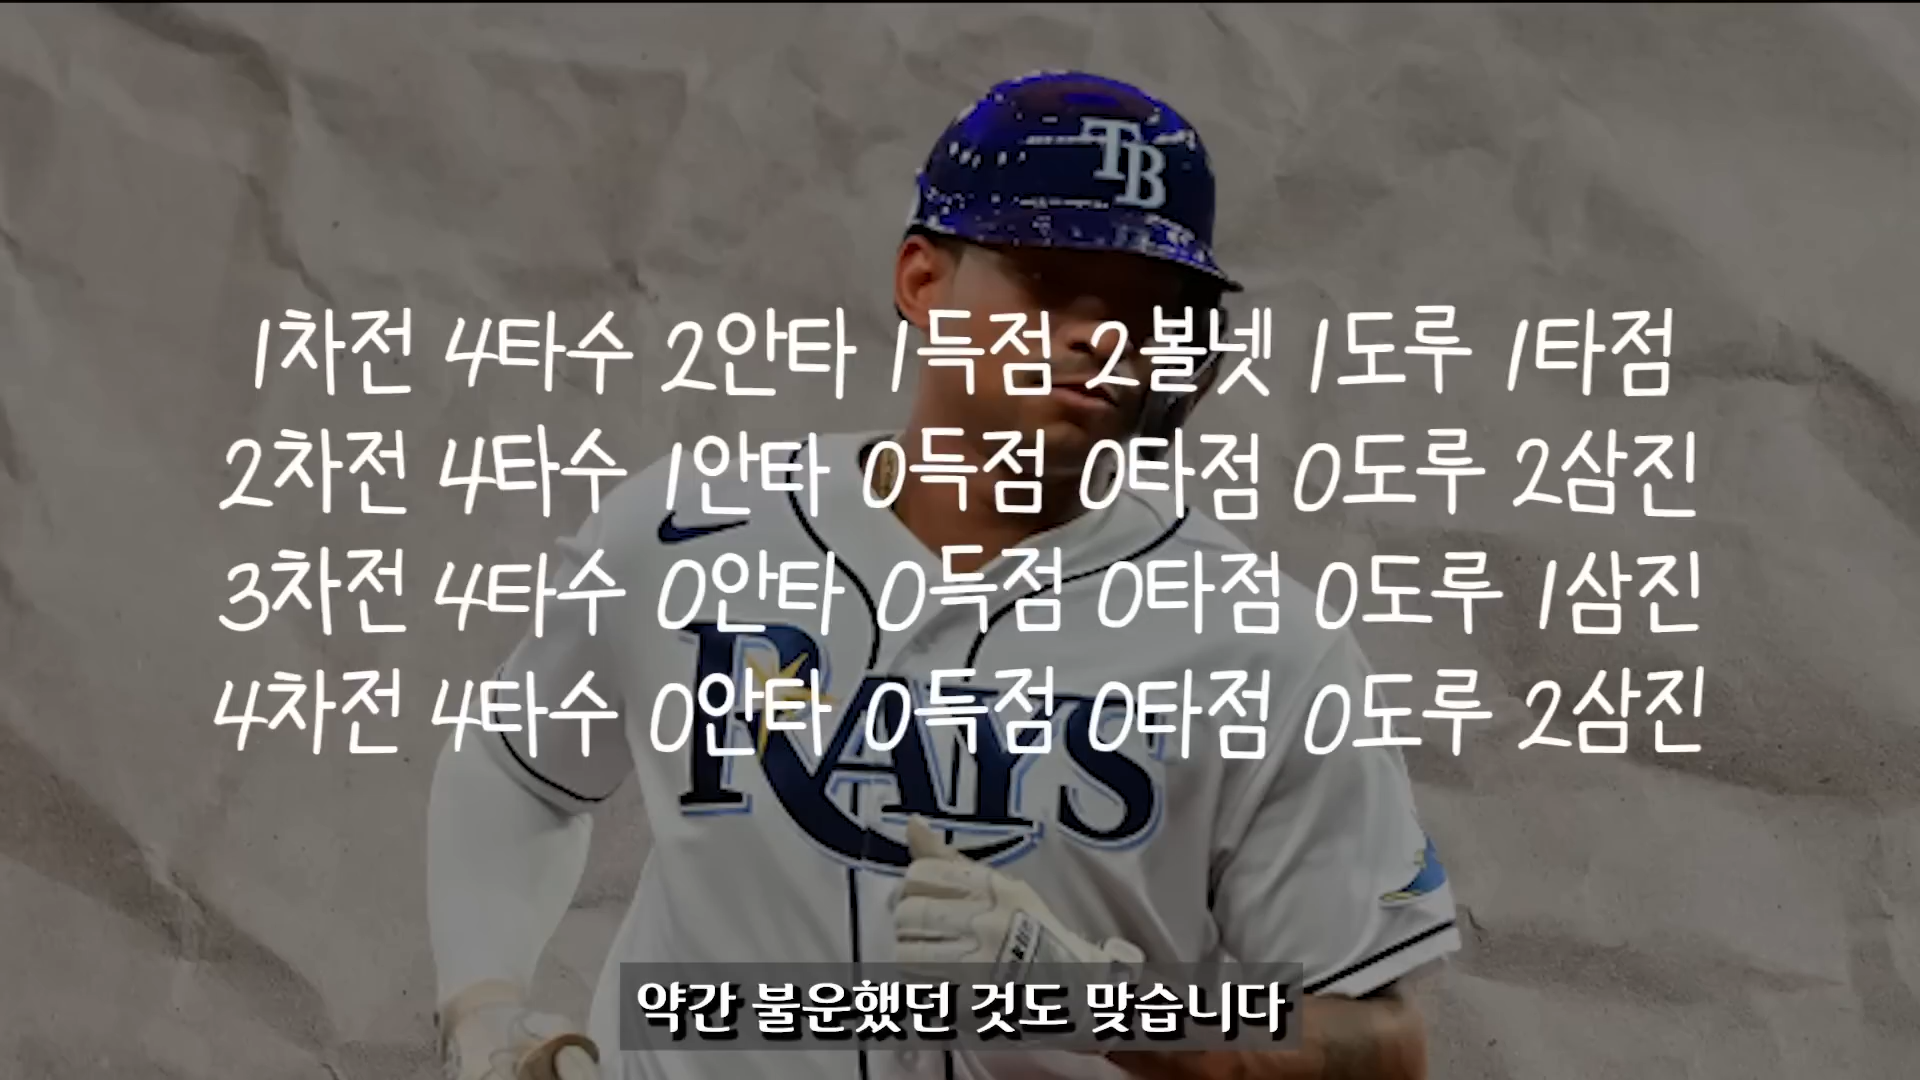 TB
1차전 4타수 2안타 1득점 2볼넷 1도루 1타점
2차전 4타수 1안타 0득점 0타점 0도루 2삼진
3차전 4타수 0안타 0득점 0타점 0도루 1삼진
4차전 4타수 0안타 0득점 0타점 0도루 2삼진
RAYS
약간 불운했던 것도 맞습니다